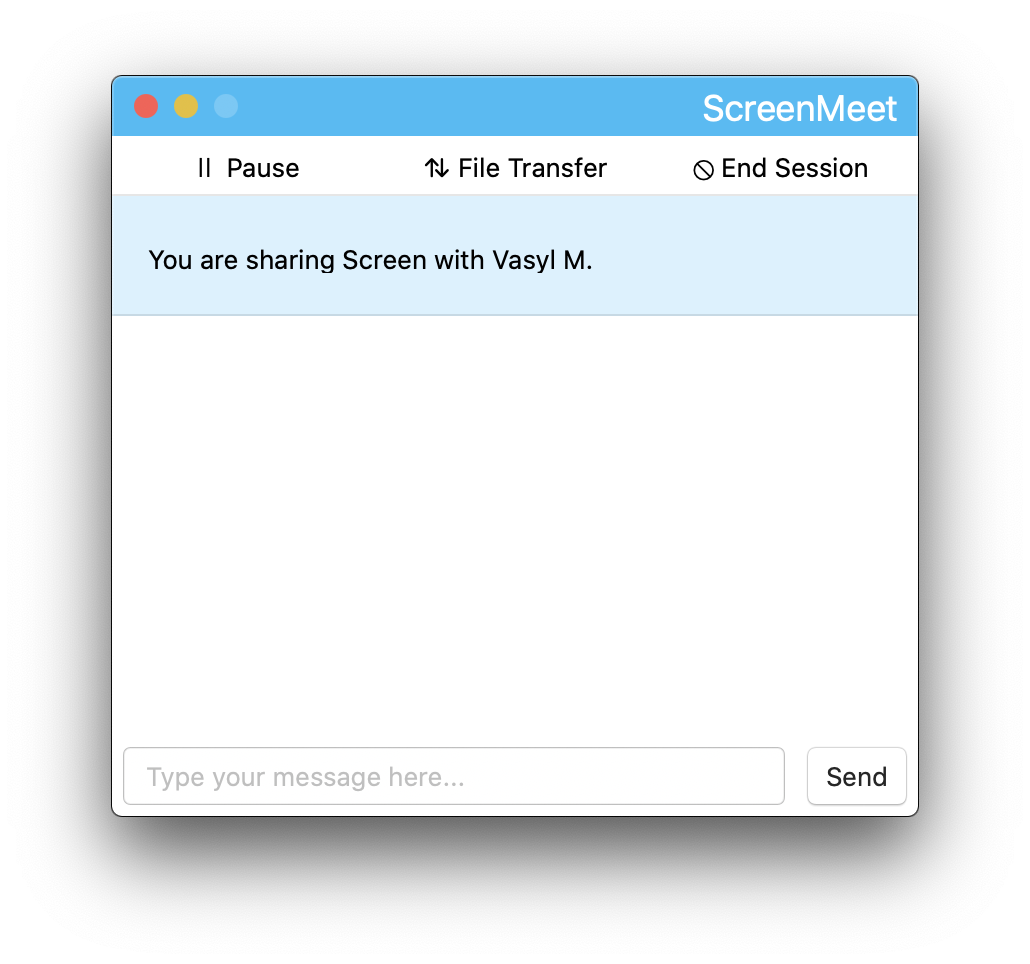 ScreenMeet
Pause File Transfer End Session
You are sharing Screen with Vasyl M.
Type your message here...
Send